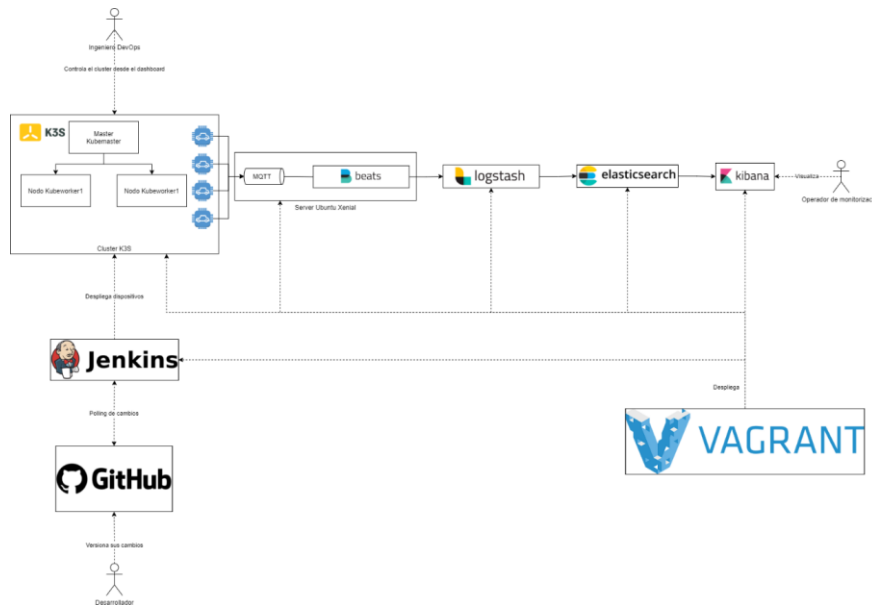 Ingeniero DevOps
Controla el cluster desde el dashboard
K3S
Master
Kubemaster
Nodo Kubeworker1
Nodo Kubeworker1
Cluster K3S
MQTT
beats
Server Ubuntu Xenial
logstash
elasticsearch
kibana
Visualiza
Operador de monitorizac
Despliega dispositivos
Jenkins
Polling de cambios
GitHub
Versiona sus cambios
Desarrollador
Despliega
VAGRANT